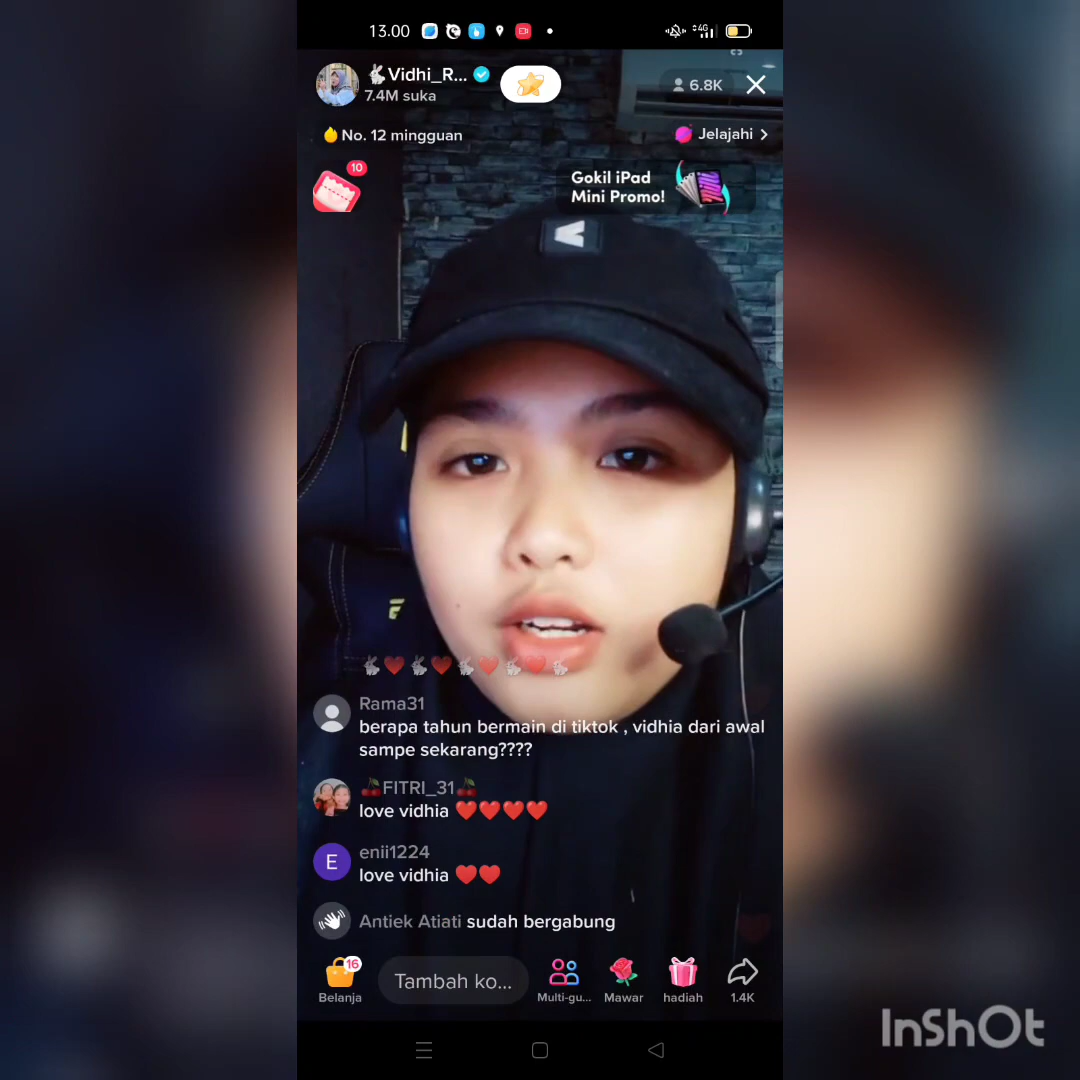 13.00
4G
🐇Vidhi_R...
7.4M suka
6.8K
No. 12 mingguan
Jelajahi >
10
Gokil iPad
Mini Promo!
🐇❤️🐇❤️🐇❤️🐇❤️🐇
Rama31
berapa tahun bermain di tiktok , vidhia dari awal
sampe sekarang????
🍒FITRI_31🍒
love vidhia ❤️❤️❤️❤️
E
enii1224
love vidhia ❤️❤️
Antiek Atiati sudah bergabung
16
Belanja
Tambah ko...
Multi-gu...
Mawar
hadiah
1.4K
InShOt